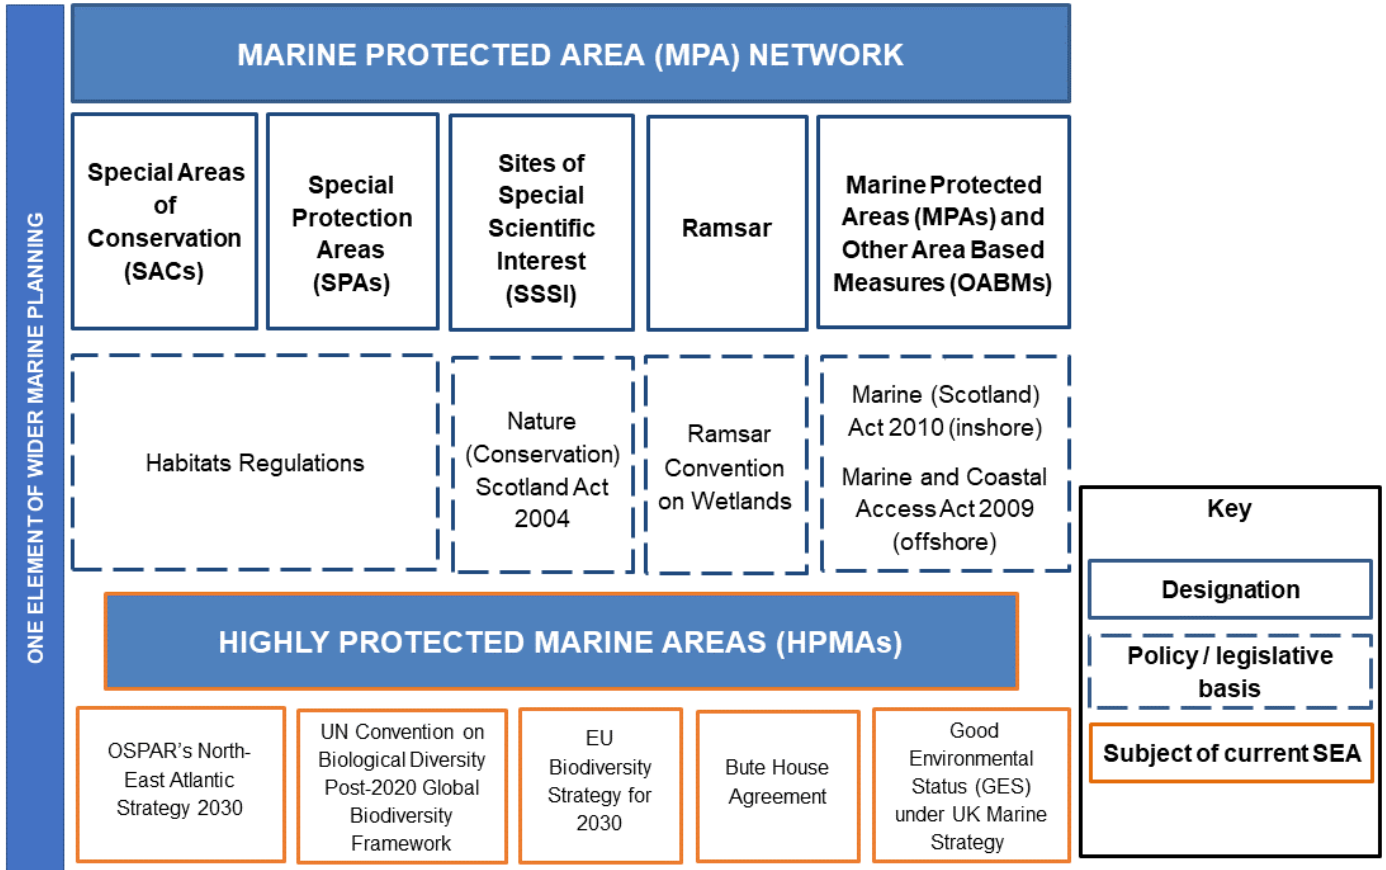 MARINE PROTECTED AREA (MPA) NETWORK
ONE ELEMENT OF WIDER MARINE PLANNING
Special Areas
of
Conservation
(SACs)
Special
Protection
Areas
(SPAs)
Sites of
Special
Scientific
Interest
(SSSI)
Ramsar
Marine Protected
Areas (MPAs) and
Other Area Based
Measures (OABMs)
Habitats Regulations
Nature
(Conservation)
Scotland Act
2004
Ramsar
Convention
on Wetlands
Marine (Scotland)
Act 2010 (inshore)
Marine and Coastal
Access Act 2009
(offshore)
HIGHLY PROTECTED MARINE AREAS (HPMAs)
OSPAR's North-
East Atlantic
Strategy 2030
UN Convention on
Biological Diversity
Post-2020 Global
Biodiversity
Framework
EU
Biodiversity
Strategy for
2030
Bute House
Agreement
Good
Environmental
Status (GES)
under UK Marine
Strategy
Key
Designation
Policy / legislative
basis
Subject of current SEA